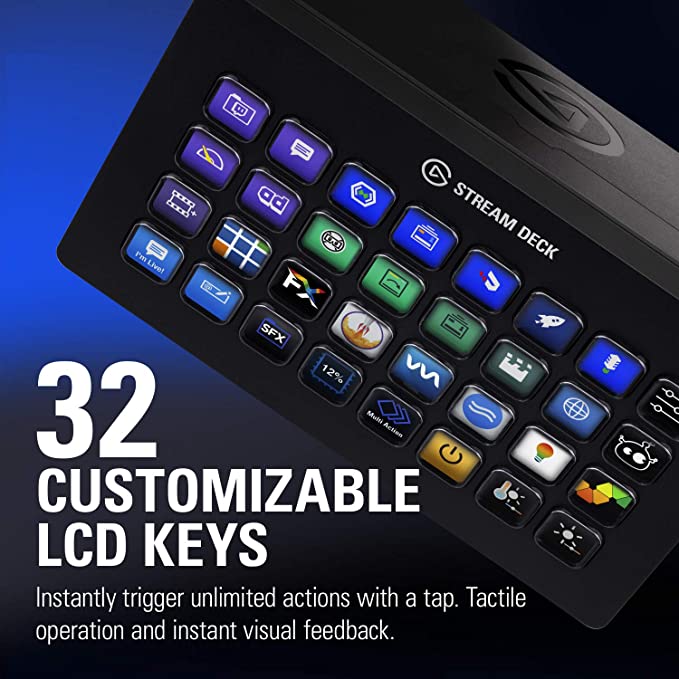 STREAM DECK
I'm Live!
FX
SFX
12%
Multi Action
32
CUSTOMIZABLE
LCD KEYS
Instantly trigger unlimited actions with a tap. Tactile
operation and instant visual feedback.